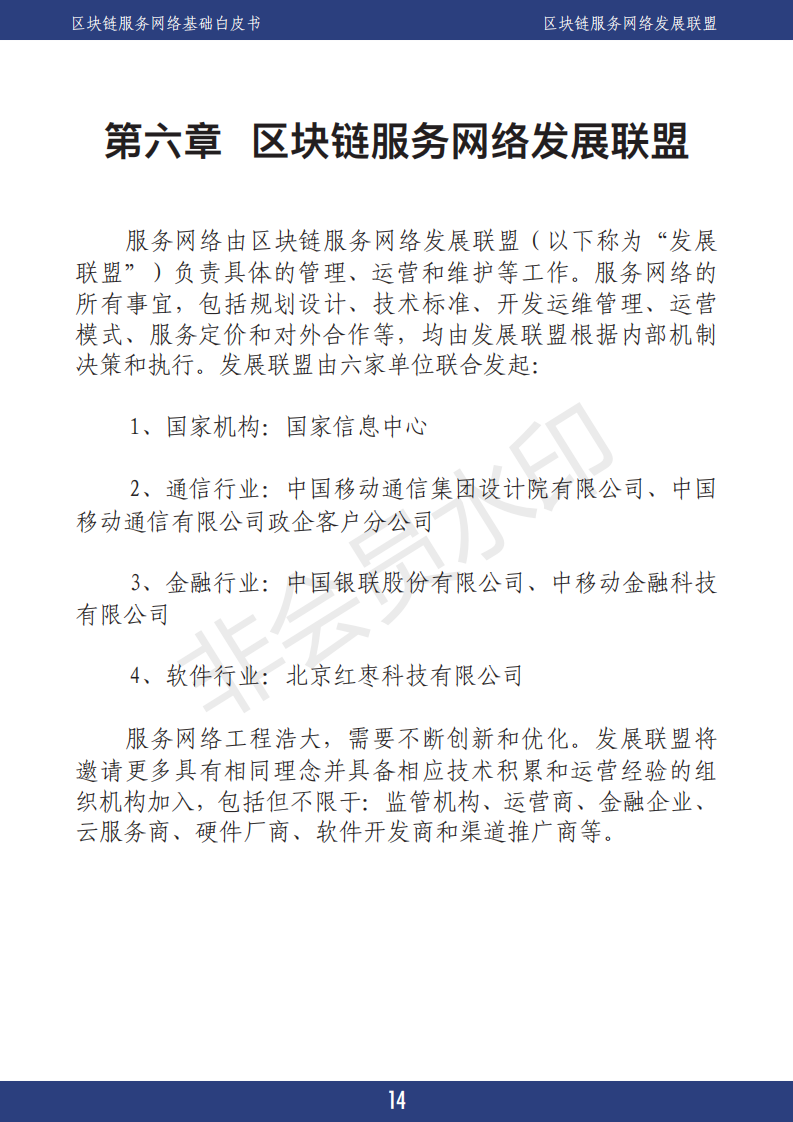 区块链服务网络基础白皮书 区块链服务网络发展联盟
第六章 区块链服务网络发展联盟
服务网络由区块链服务网络发展联盟（以下称为“发展
联盟”）负责具体的管理、运营和维护等工作。服务网络的
所有事宜，包括规划设计、技术标准、开发运维管理、运营
模式、服务定价和对外合作等，均由发展联盟根据内部机制
决策和执行。发展联盟由六家单位联合发起：
1、国家机构：国家信息中心
2、通信行业：中国移动通信集团设计院有限公司、中国
移动通信有限公司政企客户分公司
3、金融行业：中国银联股份有限公司、中移动金融科技
有限公司
4、软件行业：北京红枣科技有限公司
服务网络工程浩大，需要不断创新和优化。发展联盟将
邀请更多具有相同理念并具备相应技术积累和运营经验的组
织机构加入，包括但不限于：监管机构、运营商、金融企业、
云服务商、硬件厂商、软件开发商和渠道推广商等。
非会员水印
14